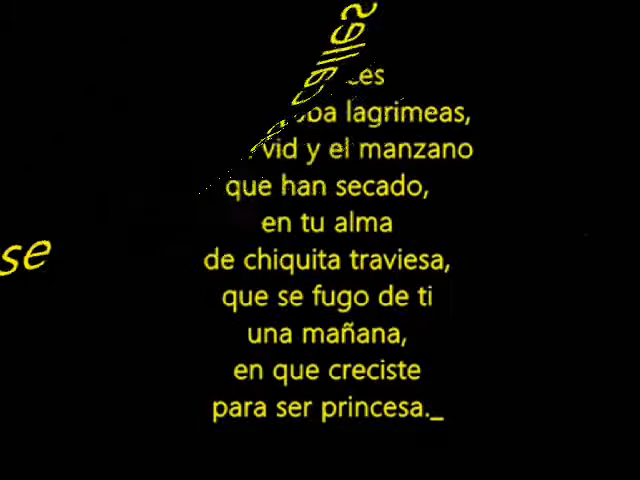 lagrimeas,
vid y el manzano
que han secado,
en tu alma
de chiquita traviesa,
se
que se fugo de ti
una mañana,
en que creciste
para ser princesa._